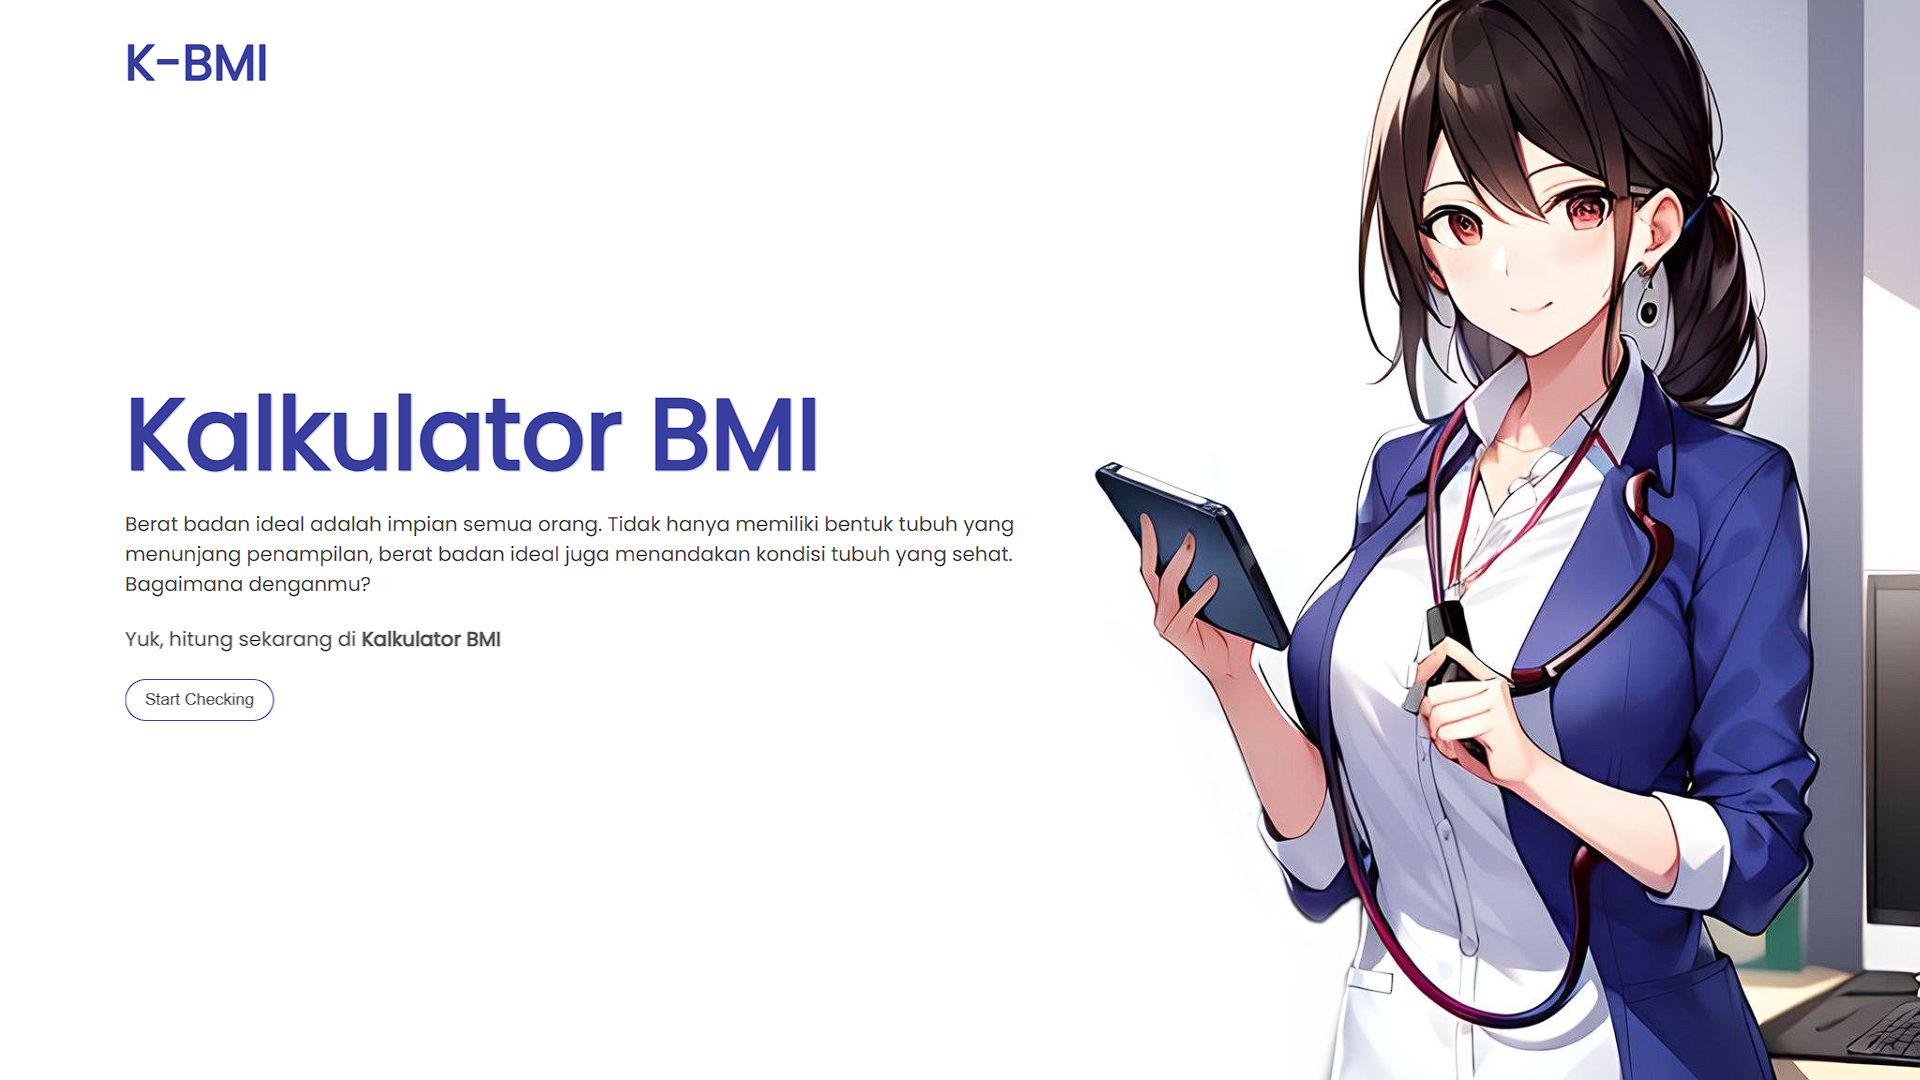 K-BMI
Kalkulator BMI
Berat badan ideal adalah impian semua orang. Tidak hanya memiliki bentuk tubuh yang
menunjang penampilan, berat badan ideal juga menandakan kondisi tubuh yang sehat.
Bagaimana denganmu?
Yuk, hitung sekarang di Kalkulator BMI
Start Checking